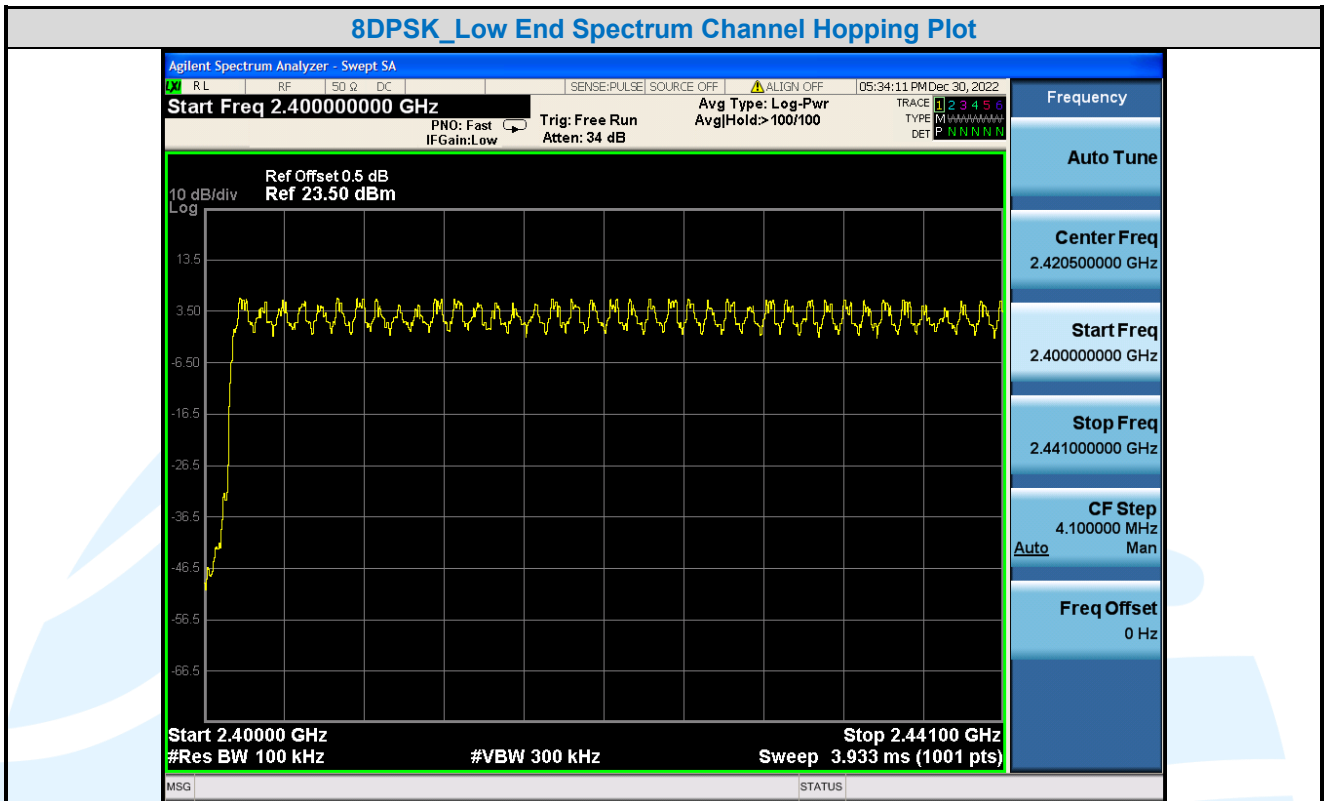 8DPSK_Low End Spectrum Channel Hopping Plot
Agilent Spectrum Analyzer - Swept SA
LXI RL RF 50 Ω DC SENSE:PULSE SOURCE OFF ALIGN OFF 05:34:11 PM Dec 30, 2022
Start Freq 2.400000000 GHz
PNO: Fast
IFGain:Low
Trig: Free Run
Atten: 34 dB
Avg Type: Log-Pwr
Avg|Hold:>100/100
TRACE 1 2 3 4 5 6
TYPE M
DET P N N N N N
Ref Offset 0.5 dB
10 dB/div Ref 23.50 dBm
Log
13.5
3.50
-6.50
-16.5
-26.5
-36.5
-46.5
-56.5
-66.5
Start 2.40000 GHz Stop 2.44100 GHz
#Res BW 100 kHz #VBW 300 kHz Sweep 3.933 ms (1001 pts)
MSG STATUS
Frequency
Auto Tune
Center Freq
2.420500000 GHz
Start Freq
2.400000000 GHz
Stop Freq
2.441000000 GHz
CF Step
4.100000 MHz
Auto Man
Freq Offset
0 Hz